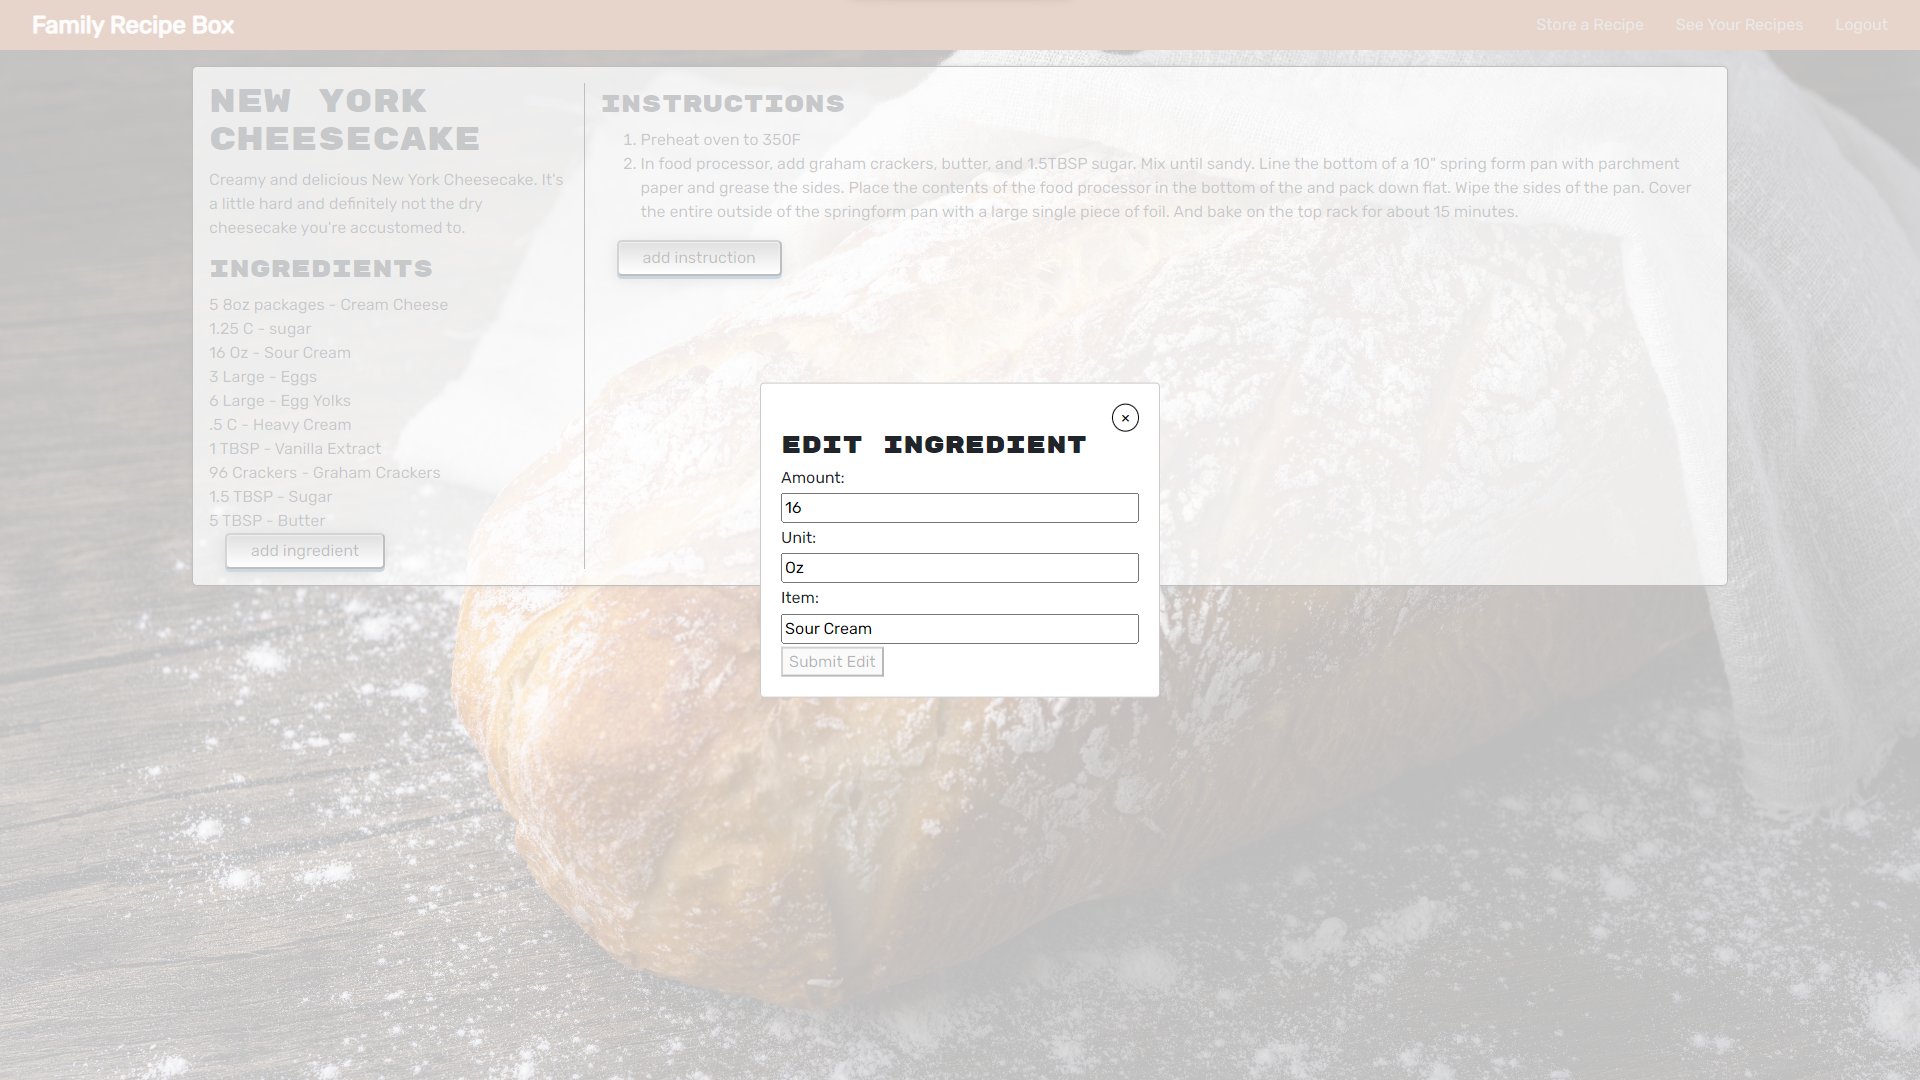 Family Recipe Box
Store a Recipe
See Your Recipes
Logout
NEW YORK
CHEESECAKE
Creamy and delicious New York Cheesecake. It's
a little hard and definitely not the dry
cheesecake you're accustomed to.
INGREDIENTS
5 8oz packages - Cream Cheese
1.25 C - sugar
16 Oz - Sour Cream
3 Large - Eggs
6 Large - Egg Yolks
.5 C - Heavy Cream
1 TBSP - Vanilla Extract
96 Crackers - Graham Crackers
1.5 TBSP - Sugar
5 TBSP - Butter
add ingredient
INSTRUCTIONS
1. Preheat oven to 350F
2. In food processor, add graham crackers, butter, and 1.5TBSP sugar. Mix until sandy. Line the bottom of a 10" spring form pan with parchment
paper and grease the sides. Place the contents of the food processor in the bottom of the and pack down flat. Wipe the sides of the pan. Cover
the entire outside of the springform pan with a large single piece of foil. And bake on the top rack for about 15 minutes.
add instruction
×
EDIT INGREDIENT
Amount:
16
Unit:
Oz
Item:
Sour Cream
Submit Edit